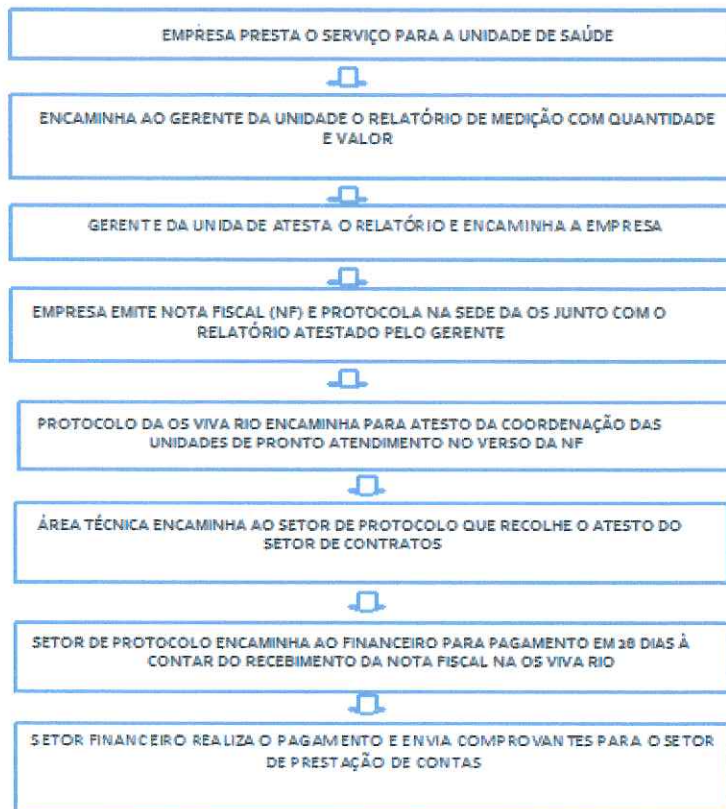 EMPRESA PRESTA O SERVIÇO PARA A UNIDADE DE SAÚDE
ENCAMINHA AO GERENTE DA UNIDADE O RELATÓRIO DE MEDIÇÃO COM QUANTIDADE
E VALOR
GERENTE DA UNIDADE ATESTA O RELATÓRIO E ENCAMINHA A EMPRESA
EMPRESA EMITE NOTA FISCAL (NF) E PROTOCOLA NA SEDE DA OS JUNTO COM O
RELATÓRIO ATESTADO PELO GERENTE
PROTOCOLO DA OS VIVA RIO ENCAMINHA PARA ATESTO DA COORDENAÇÃO DAS
UNIDADES DE PRONTO ATENDIMENTO NO VERSO DA NF
ÁREA TÉCNICA ENCAMINHA AO SETOR DE PROTOCOLO QUE RECOLHE O ATESTO DO
SETOR DE CONTRATOS
SETOR DE PROTOCOLO ENCAMINHA AO FINANCEIRO PARA PAGAMENTO EM 28 DIAS À
CONTAR DO RECEBIMENTO DA NOTA FISCAL NA OS VIVA RIO
SETOR FINANCEIRO REALIZA O PAGAMENTO E ENVIA COMPROVANTES PARA O SETOR
DE PRESTAÇÃO DE CONTAS